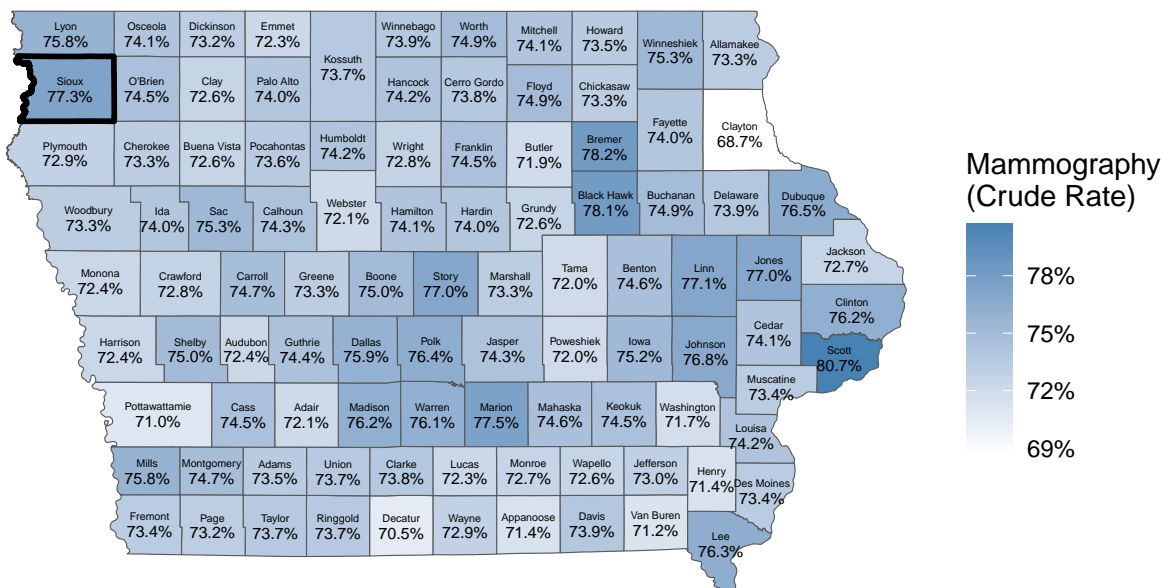 Lyon
75.8%
Osceola
74.1%
Dickinson
73.2%
Emmet
72.3%
Winnebago
73.9%
Worth
74.9%
Mitchell
74.1%
Howard
73.5%
Winneshiek
75.3%
Allamakee
73.3%
Kossuth
73.7%
Sioux
77.3%
O'Brien
74.5%
Clay
72.6%
Palo Alto
74.0%
Hancock
74.2%
Cerro Gordo
73.8%
Floyd
74.9%
Chickasaw
73.3%
Fayette
74.0%
Clayton
68.7%
Plymouth
72.9%
Cherokee
73.3%
Buena Vista
72.6%
Pocahontas
73.6%
Humboldt
74.2%
Wright
72.8%
Franklin
74.5%
Butler
71.9%
Bremer
78.2%
Woodbury
73.3%
Ida
74.0%
Sac
75.3%
Calhoun
74.3%
Webster
72.1%
Hamilton
74.1%
Hardin
74.0%
Grundy
72.6%
Black Hawk
78.1%
Buchanan
74.9%
Delaware
73.9%
Dubuque
76.5%
Monona
72.4%
Crawford
72.8%
Carroll
74.7%
Greene
73.3%
Boone
75.0%
Story
77.0%
Marshall
73.3%
Tama
72.0%
Benton
74.6%
Linn
77.1%
Jones
77.0%
Jackson
72.7%
Clinton
76.2%
Harrison
72.4%
Shelby
75.0%
Audubon
72.4%
Guthrie
74.4%
Dallas
75.9%
Polk
76.4%
Jasper
74.3%
Poweshiek
72.0%
Iowa
75.2%
Johnson
76.8%
Cedar
74.1%
Scott
80.7%
Muscatine
73.4%
Pottawattamie
71.0%
Cass
74.5%
Adair
72.1%
Madison
76.2%
Warren
76.1%
Marion
77.5%
Mahaska
74.6%
Keokuk
74.5%
Washington
71.7%
Louisa
74.2%
Mills
75.8%
Montgomery
74.7%
Adams
73.5%
Union
73.7%
Clarke
73.8%
Lucas
72.3%
Monroe
72.7%
Wapello
72.6%
Jefferson
73.0%
Henry
71.4%
Des Moines
73.4%
Fremont
73.4%
Page
73.2%
Taylor
73.7%
Ringgold
73.7%
Decatur
70.5%
Wayne
72.9%
Appanoose
71.4%
Davis
73.9%
Van Buren
71.2%
Lee
76.3%
Mammography
(Crude Rate)
78%
75%
72%
69%